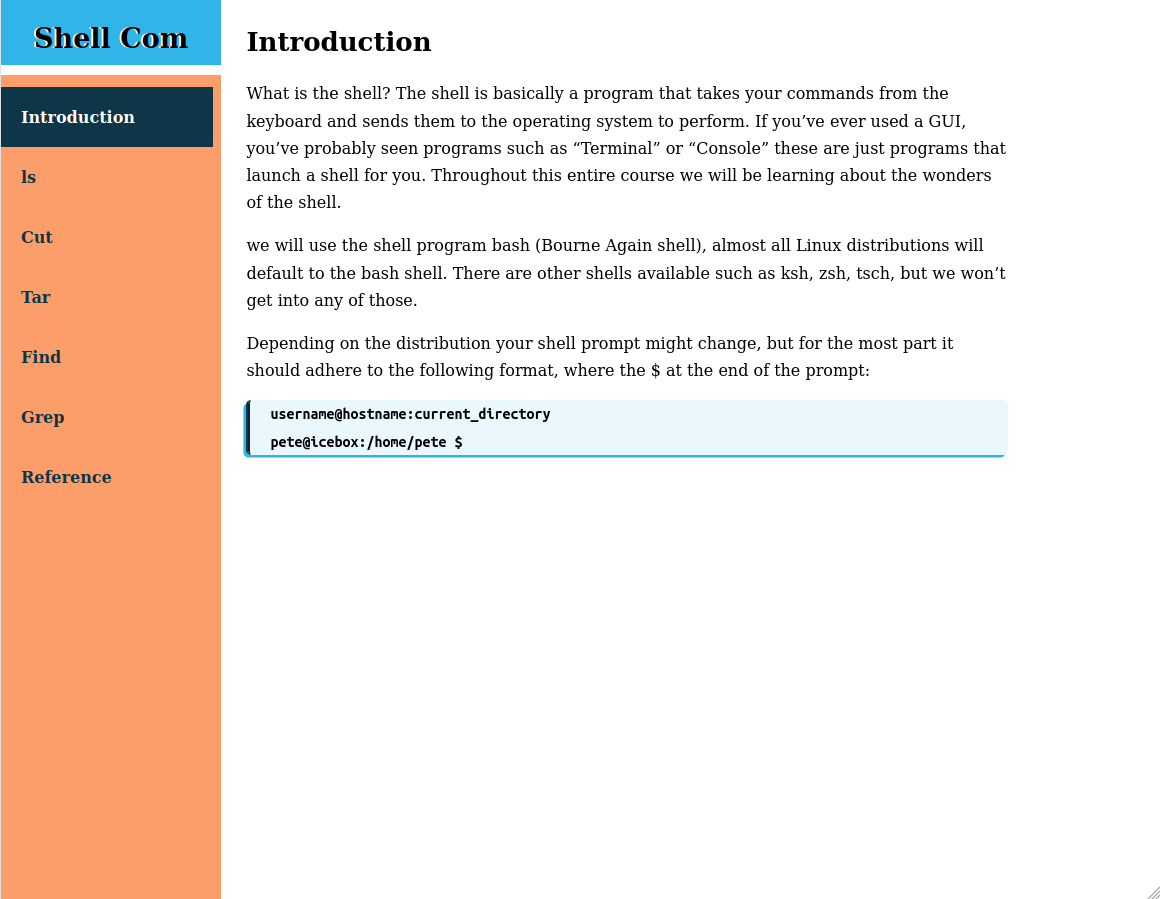 Shell Com
Introduction
ls
Cut
Tar
Find
Grep
Reference
Introduction
What is the shell? The shell is basically a program that takes your commands from the
keyboard and sends them to the operating system to perform. If you’ve ever used a GUI,
you’ve probably seen programs such as “Terminal” or “Console” these are just programs that
launch a shell for you. Throughout this entire course we will be learning about the wonders
of the shell.
we will use the shell program bash (Bourne Again shell), almost all Linux distributions will
default to the bash shell. There are other shells available such as ksh, zsh, tsch, but we won’t
get into any of those.
Depending on the distribution your shell prompt might change, but for the most part it
should adhere to the following format, where the $ at the end of the prompt:
username@hostname:current_directory
pete@icebox:/home/pete $